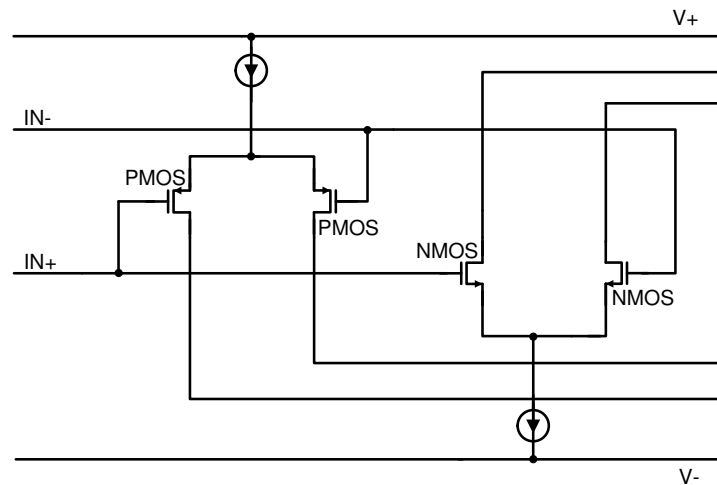 V+
IN-
PMOS
PMOS
NMOS
IN+
NMOS
V-